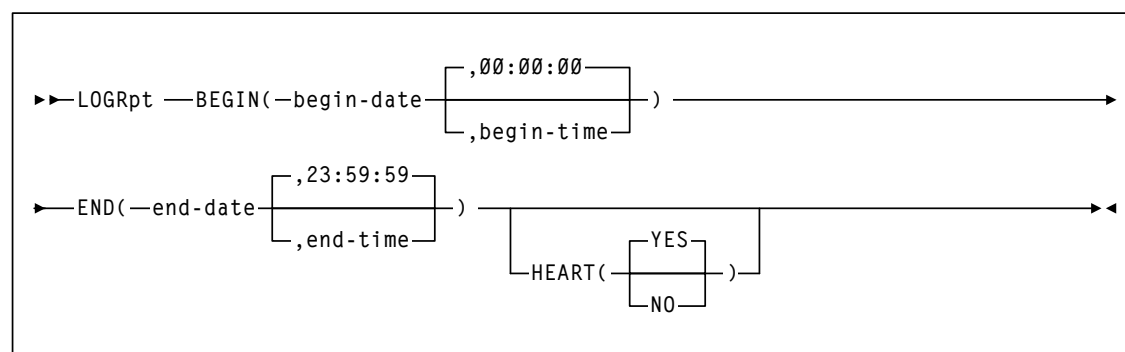 ,00:00:00
LOGRpt BEGIN( begin-date )
,begin-time
,23:59:59
END( end-date )
,end-time
YES
HEART( )
NO